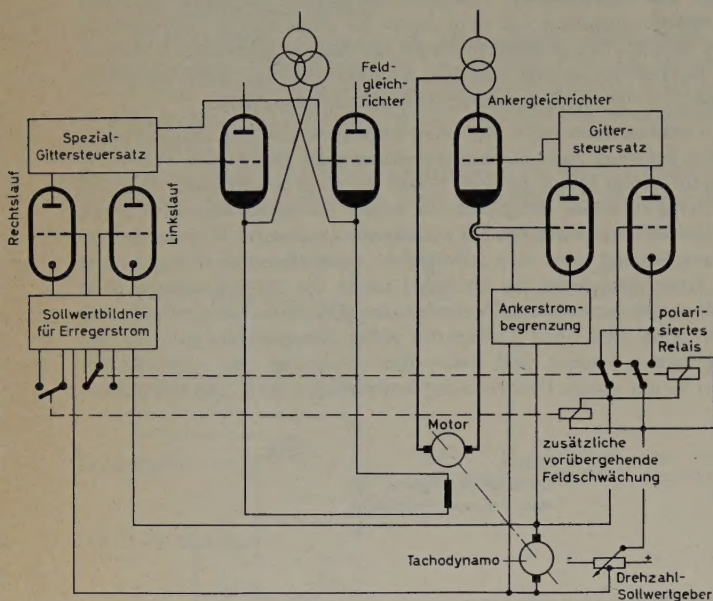 Feld-
gleich-
richter
Ankergleichrichter
Spezial-
Gittersteuersatz
Gitter-
steuersatz
Rechtslauf
Linkslauf
Sollwertbildner
für Erregerstrom
Ankerstrom-
begrenzung
polari-
siertes
Relais
Motor
zusätzliche
vorübergehende
Feldschwächung
Tachodynamo
- +
Drehzahl-
Sollwertgeber